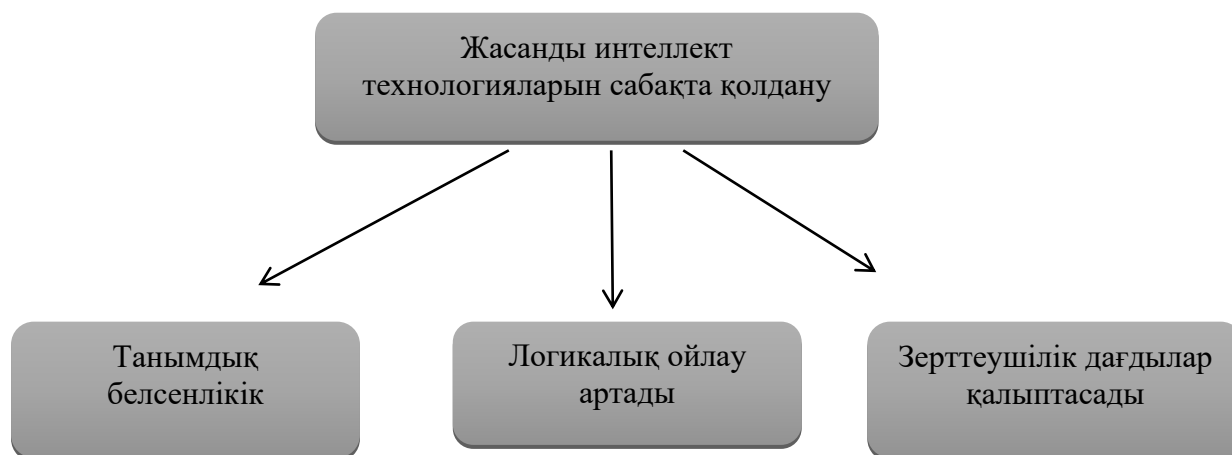 Жасанды интеллект
технологияларын сабақта қолдану
Танымдық
белсенлікік
Логикалық ойлау
артады
Зерттеушілік дағдылар
қалыптасады